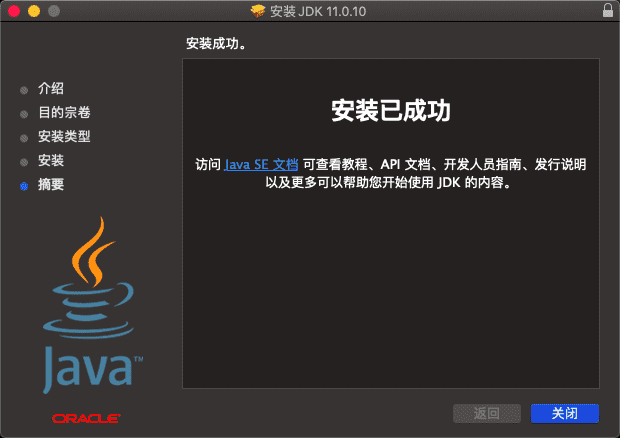 安装 JDK 11.0.10
安装成功。
介绍
目的宗卷
安装类型
安装
摘要
安装已成功
访问 Java SE 文档 可查看教程、API 文档、开发人员指南、发行说明
以及更多可以帮助您开始使用 JDK 的内容。
Java™
ORACLE
返回
关闭